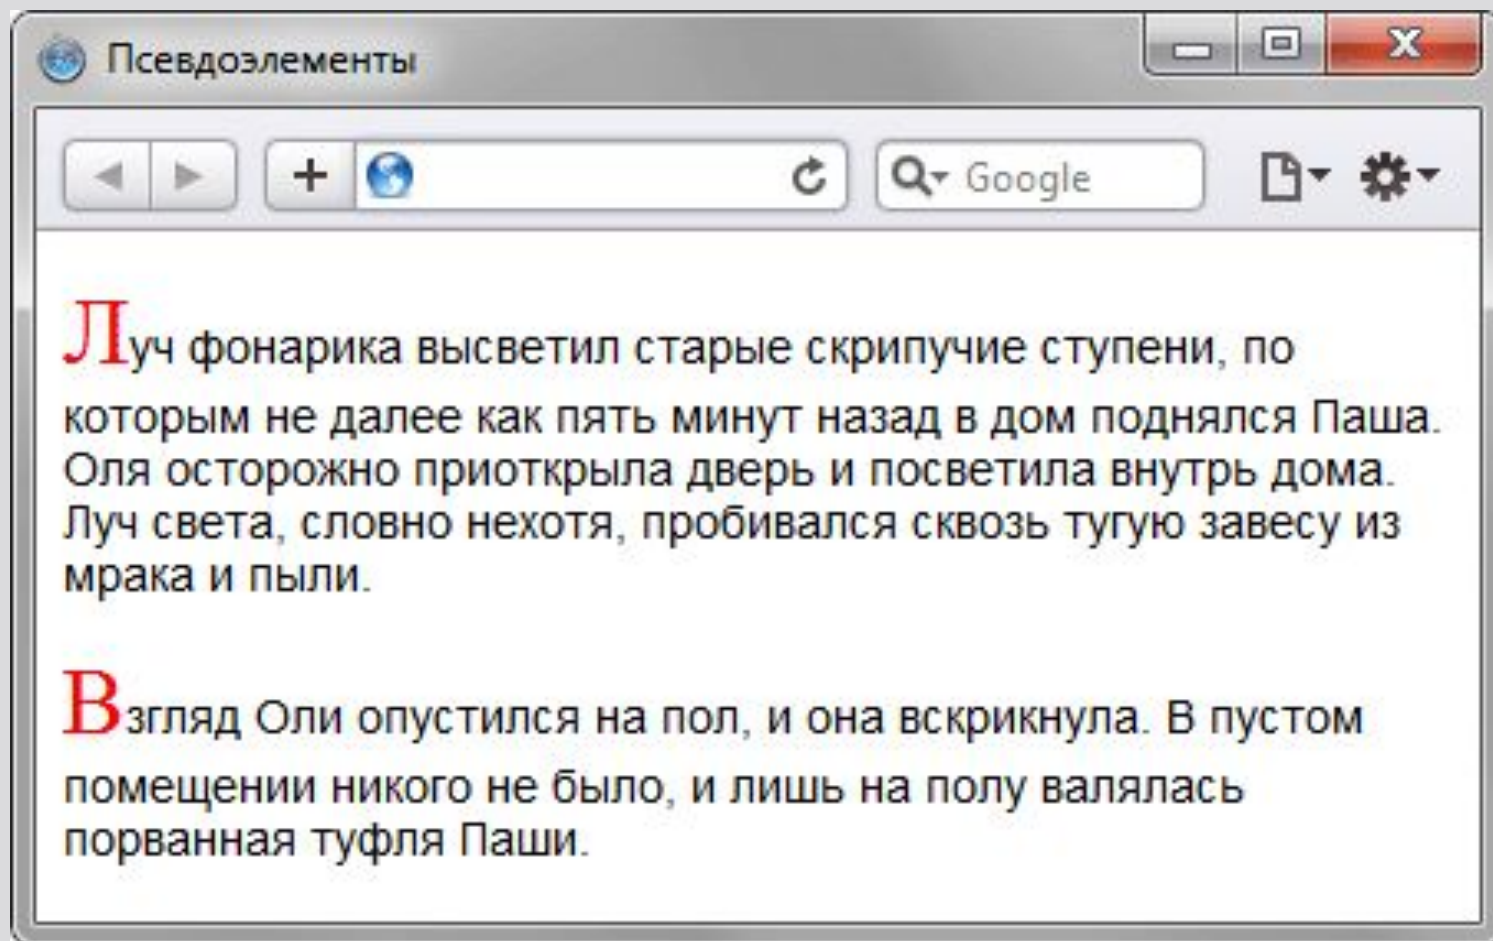 Псевдоэлементы
Google
Луч фонарика высветил старые скрипучие ступени, по
которым не далее как пять минут назад в дом поднялся Паша.
Оля осторожно приоткрыла дверь и посветила внутрь дома.
Луч света, словно нехотя, пробивался сквозь тугую завесу из
мрака и пыли.
Взгляд Оли опустился на пол, и она вскрикнула. В пустом
помещении никого не было, и лишь на полу валялась
порванная туфля Паши.